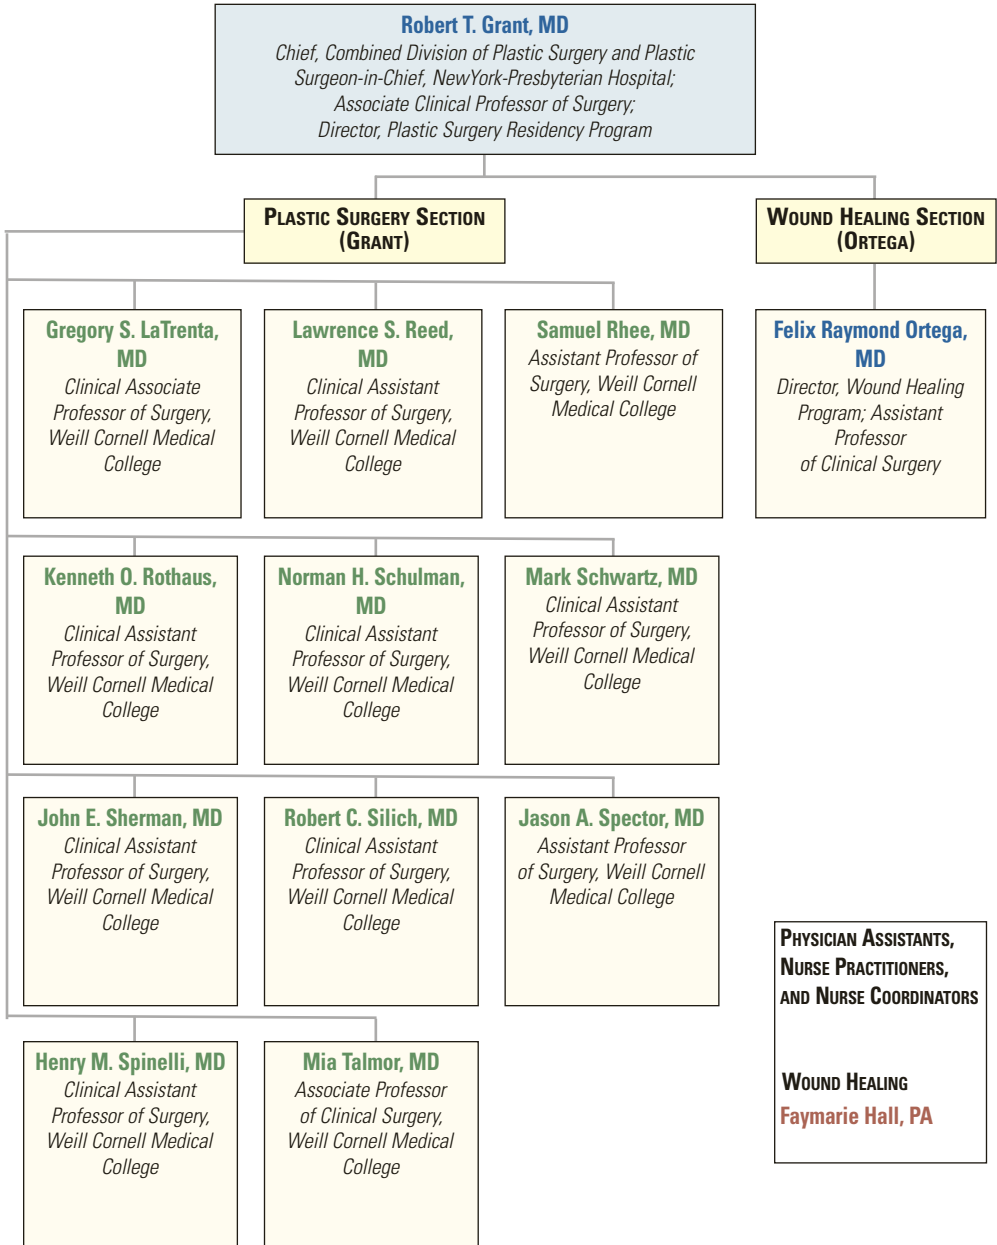 Robert T. Grant, MD
Chief, Combined Division of Plastic Surgery and Plastic
Surgeon-in-Chief, NewYork-Presbyterian Hospital;
Associate Clinical Professor of Surgery;
Director, Plastic Surgery Residency Program
PLASTIC SURGERY SECTION
(GRANT)
WOUND HEALING SECTION
(ORTEGA)
Gregory S. LaTrenta,
MD
Clinical Associate
Professor of Surgery,
Weill Cornell Medical
College
Lawrence S. Reed,
MD
Clinical Assistant
Professor of Surgery,
Weill Cornell Medical
College
Samuel Rhee, MD
Assistant Professor of
Surgery, Weill Cornell
Medical College
Felix Raymond Ortega,
MD
Director, Wound Healing
Program; Assistant
Professor
of Clinical Surgery
Kenneth O. Rothaus,
MD
Clinical Assistant
Professor of Surgery,
Weill Cornell Medical
College
Norman H. Schulman,
MD
Clinical Assistant
Professor of Surgery,
Weill Cornell Medical
College
Mark Schwartz, MD
Clinical Assistant
Professor of Surgery,
Weill Cornell Medical
College
John E. Sherman, MD
Clinical Assistant
Professor of Surgery,
Weill Cornell Medical
College
Robert C. Silich, MD
Clinical Assistant
Professor of Surgery,
Weill Cornell Medical
College
Jason A. Spector, MD
Assistant Professor
of Surgery, Weill Cornell
Medical College
Henry M. Spinelli, MD
Clinical Assistant
Professor of Surgery,
Weill Cornell Medical
College
Mia Talmor, MD
Associate Professor
of Clinical Surgery,
Weill Cornell Medical
College
PHYSICIAN ASSISTANTS,
NURSE PRACTITIONERS,
AND NURSE COORDINATORS
WOUND HEALING
Faymarie Hall, PA